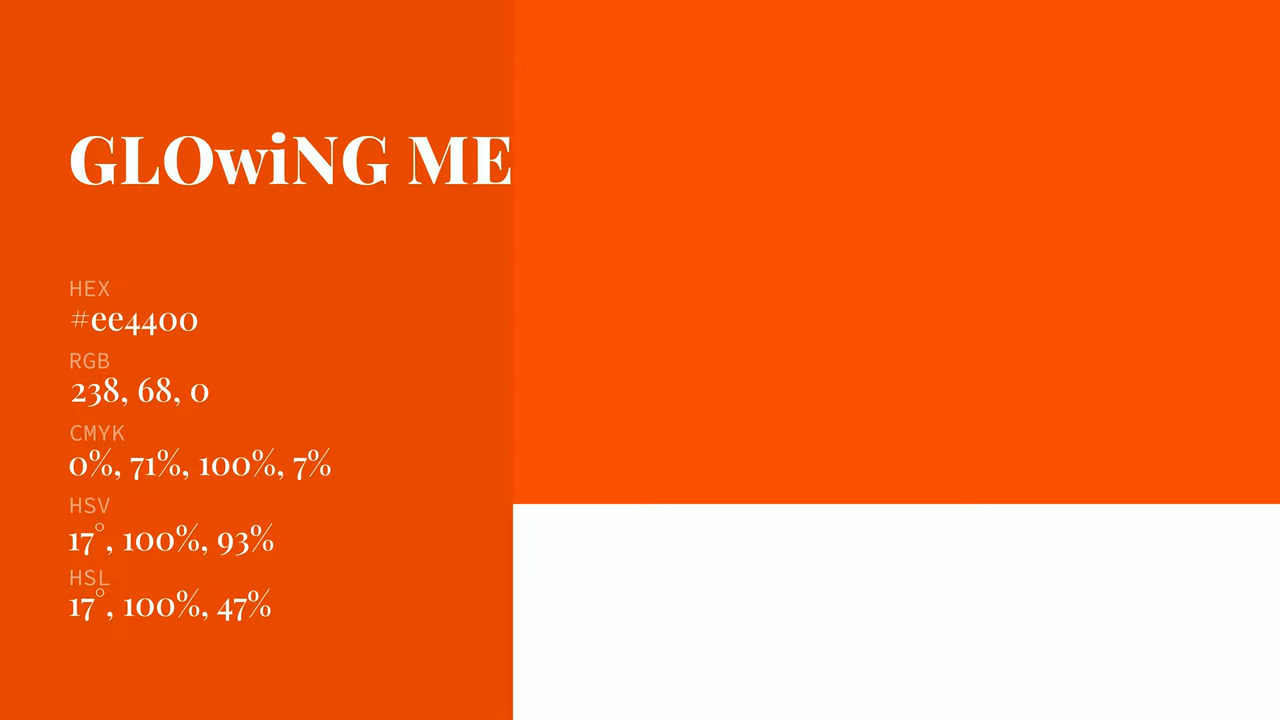 GLOwiNG ME
HEX
#ee4400
RGB
238, 68, 0
CMYK
0%, 71%, 100%, 7%
HSV
17°, 100%, 93%
HSL
17°, 100%, 47%